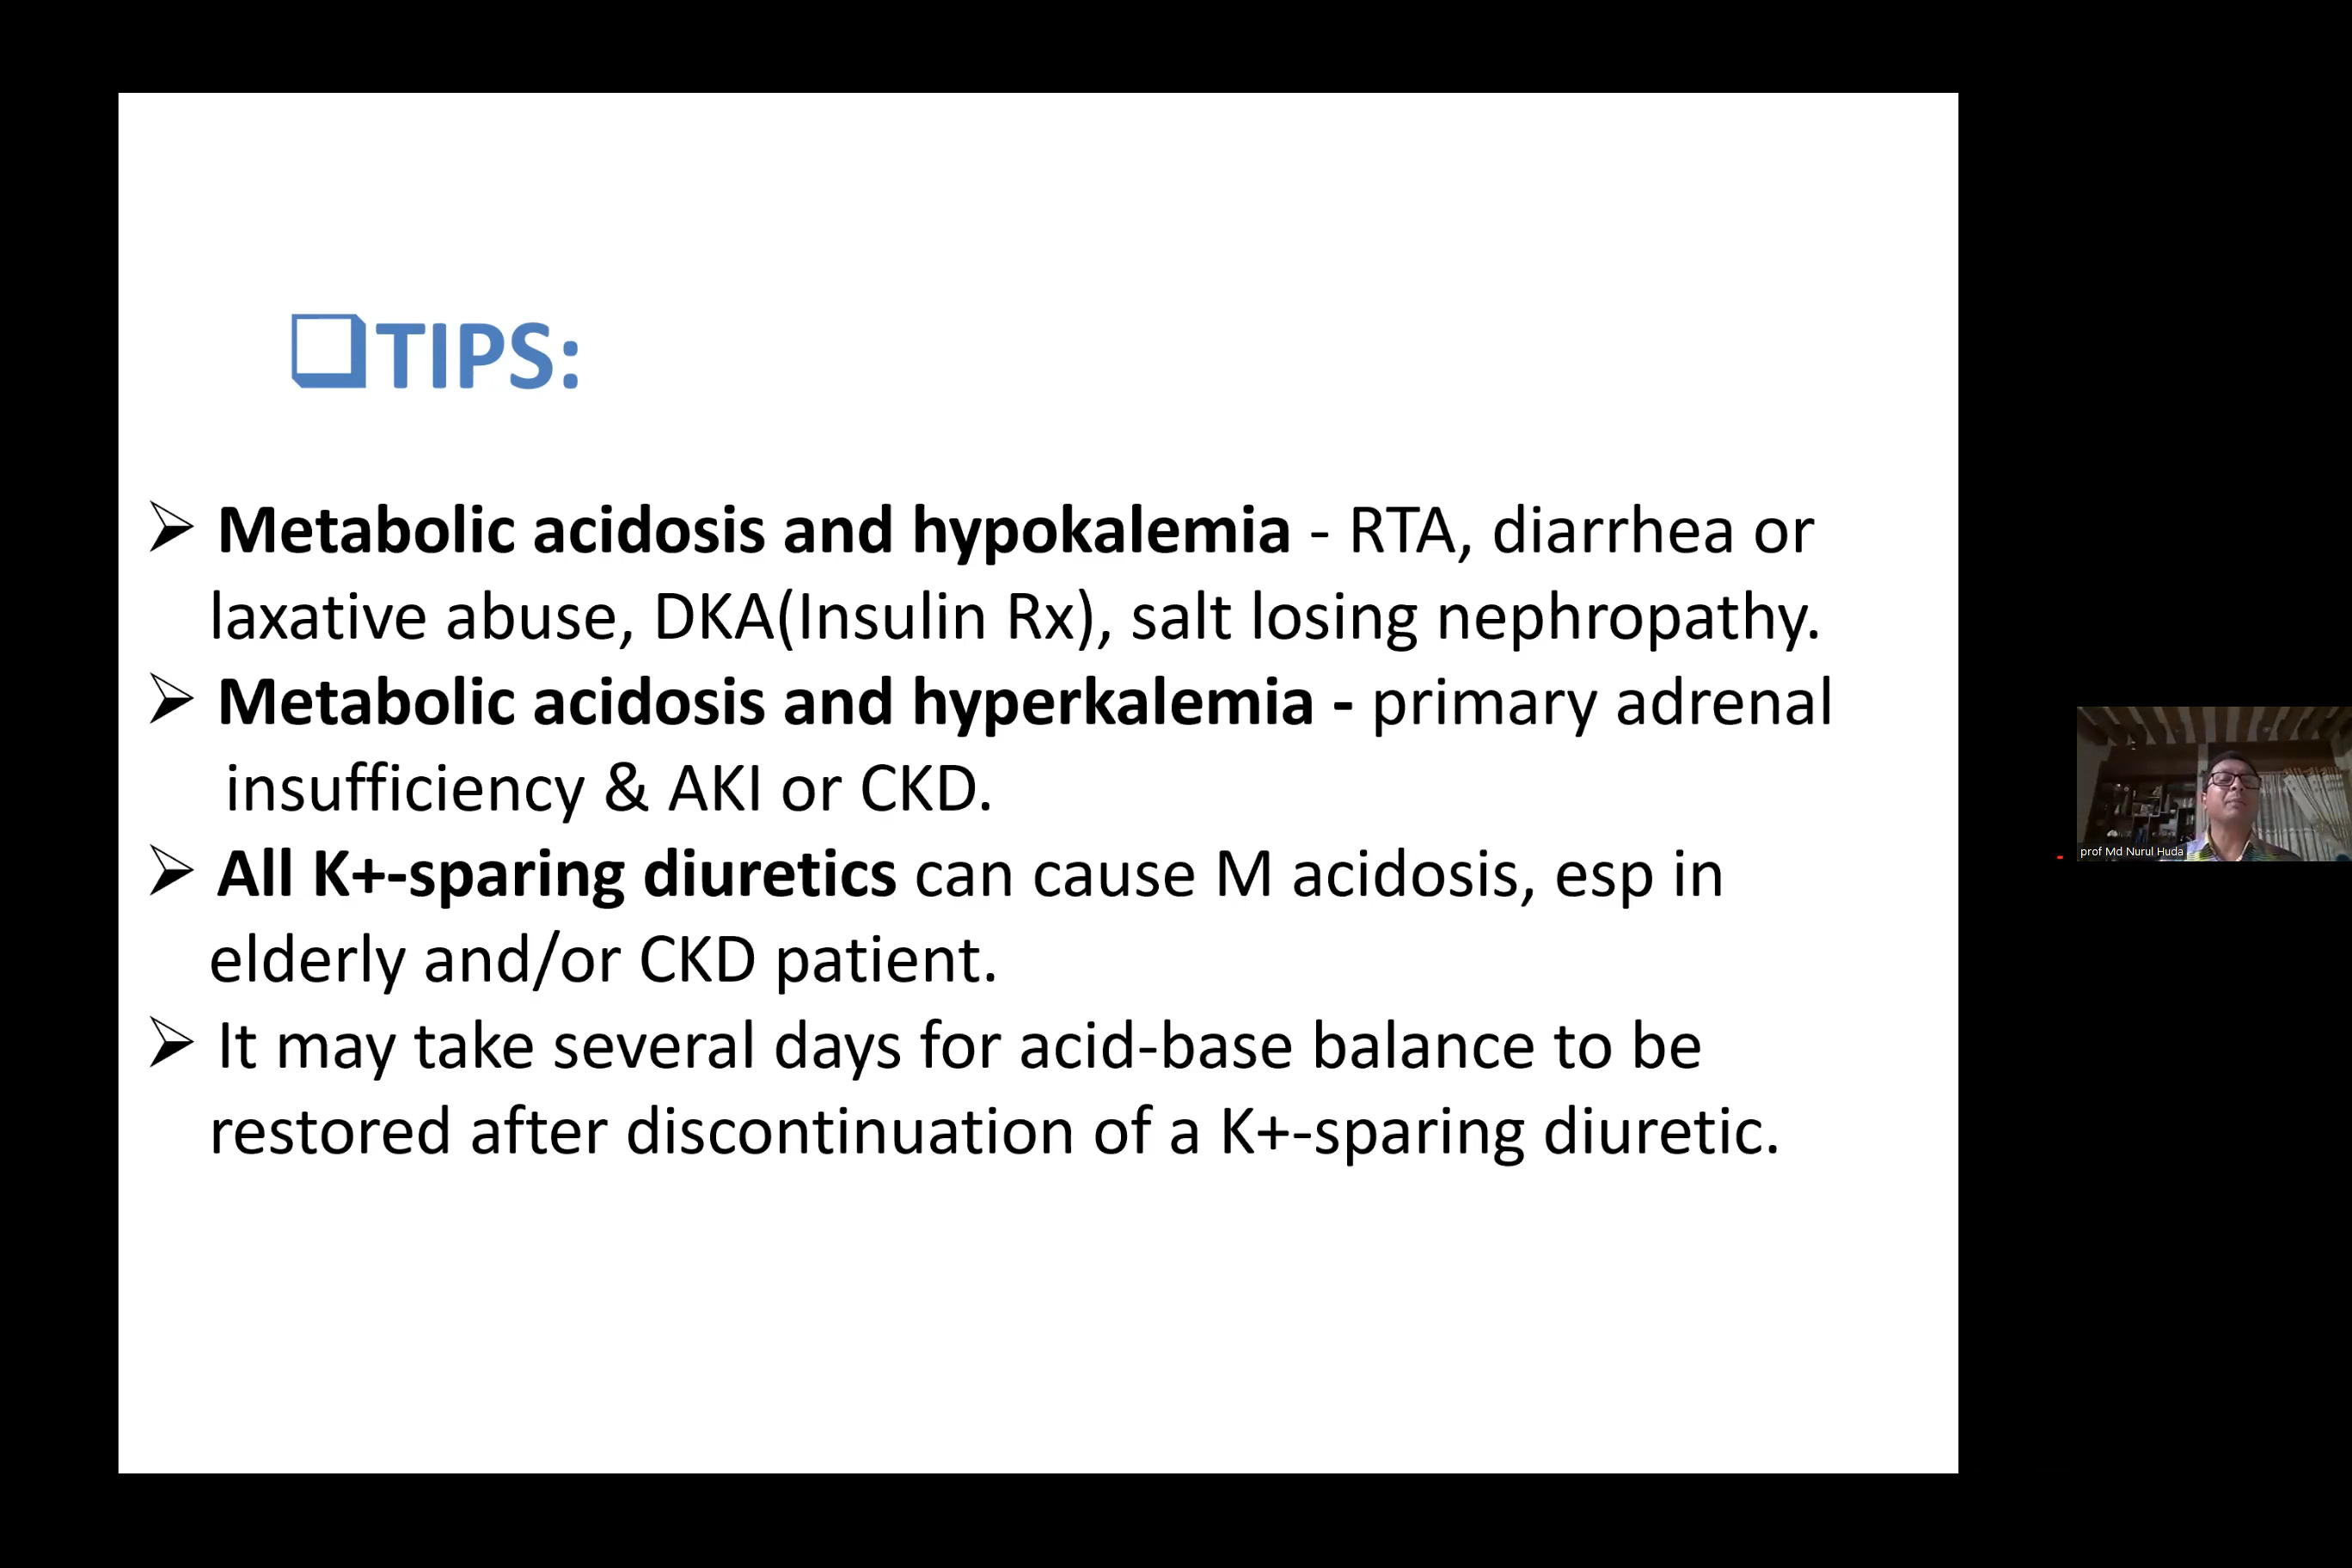 TIPS:
Metabolic acidosis and hypokalemia - RTA, diarrhea or
laxative abuse, DKA(Insulin Rx), salt losing nephropathy.
Metabolic acidosis and hyperkalemia - primary adrenal
insufficiency & AKI or CKD.
All K+-sparing diuretics can cause M acidosis, esp in
elderly and/or CKD patient.
It may take several days for acid-base balance to be
restored after discontinuation of a K+-sparing diuretic.
prof Md Nurul Huda